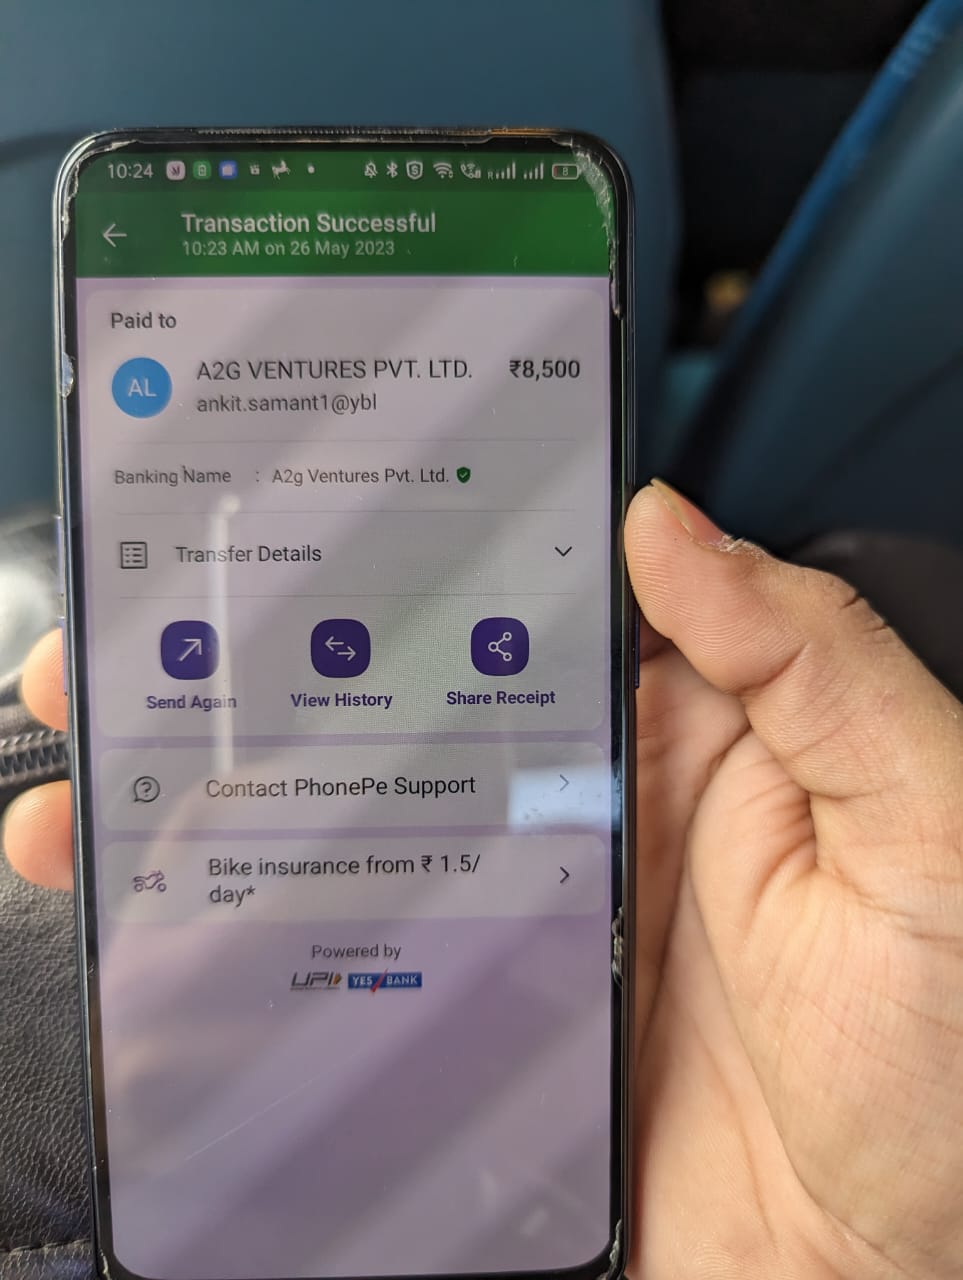 10:24
8
Transaction Successful
10:23 AM on 26 May 2023
Paid to
AL
A2G VENTURES PVT. LTD.
₹8,500
ankit.samant1@ybl
Banking Name : A2g Ventures Pvt. Ltd.
Transfer Details
Send Again
View History
Share Receipt
Contact PhonePe Support
Bike insurance from ₹ 1.5/
day*
Powered by
UPI YES BANK